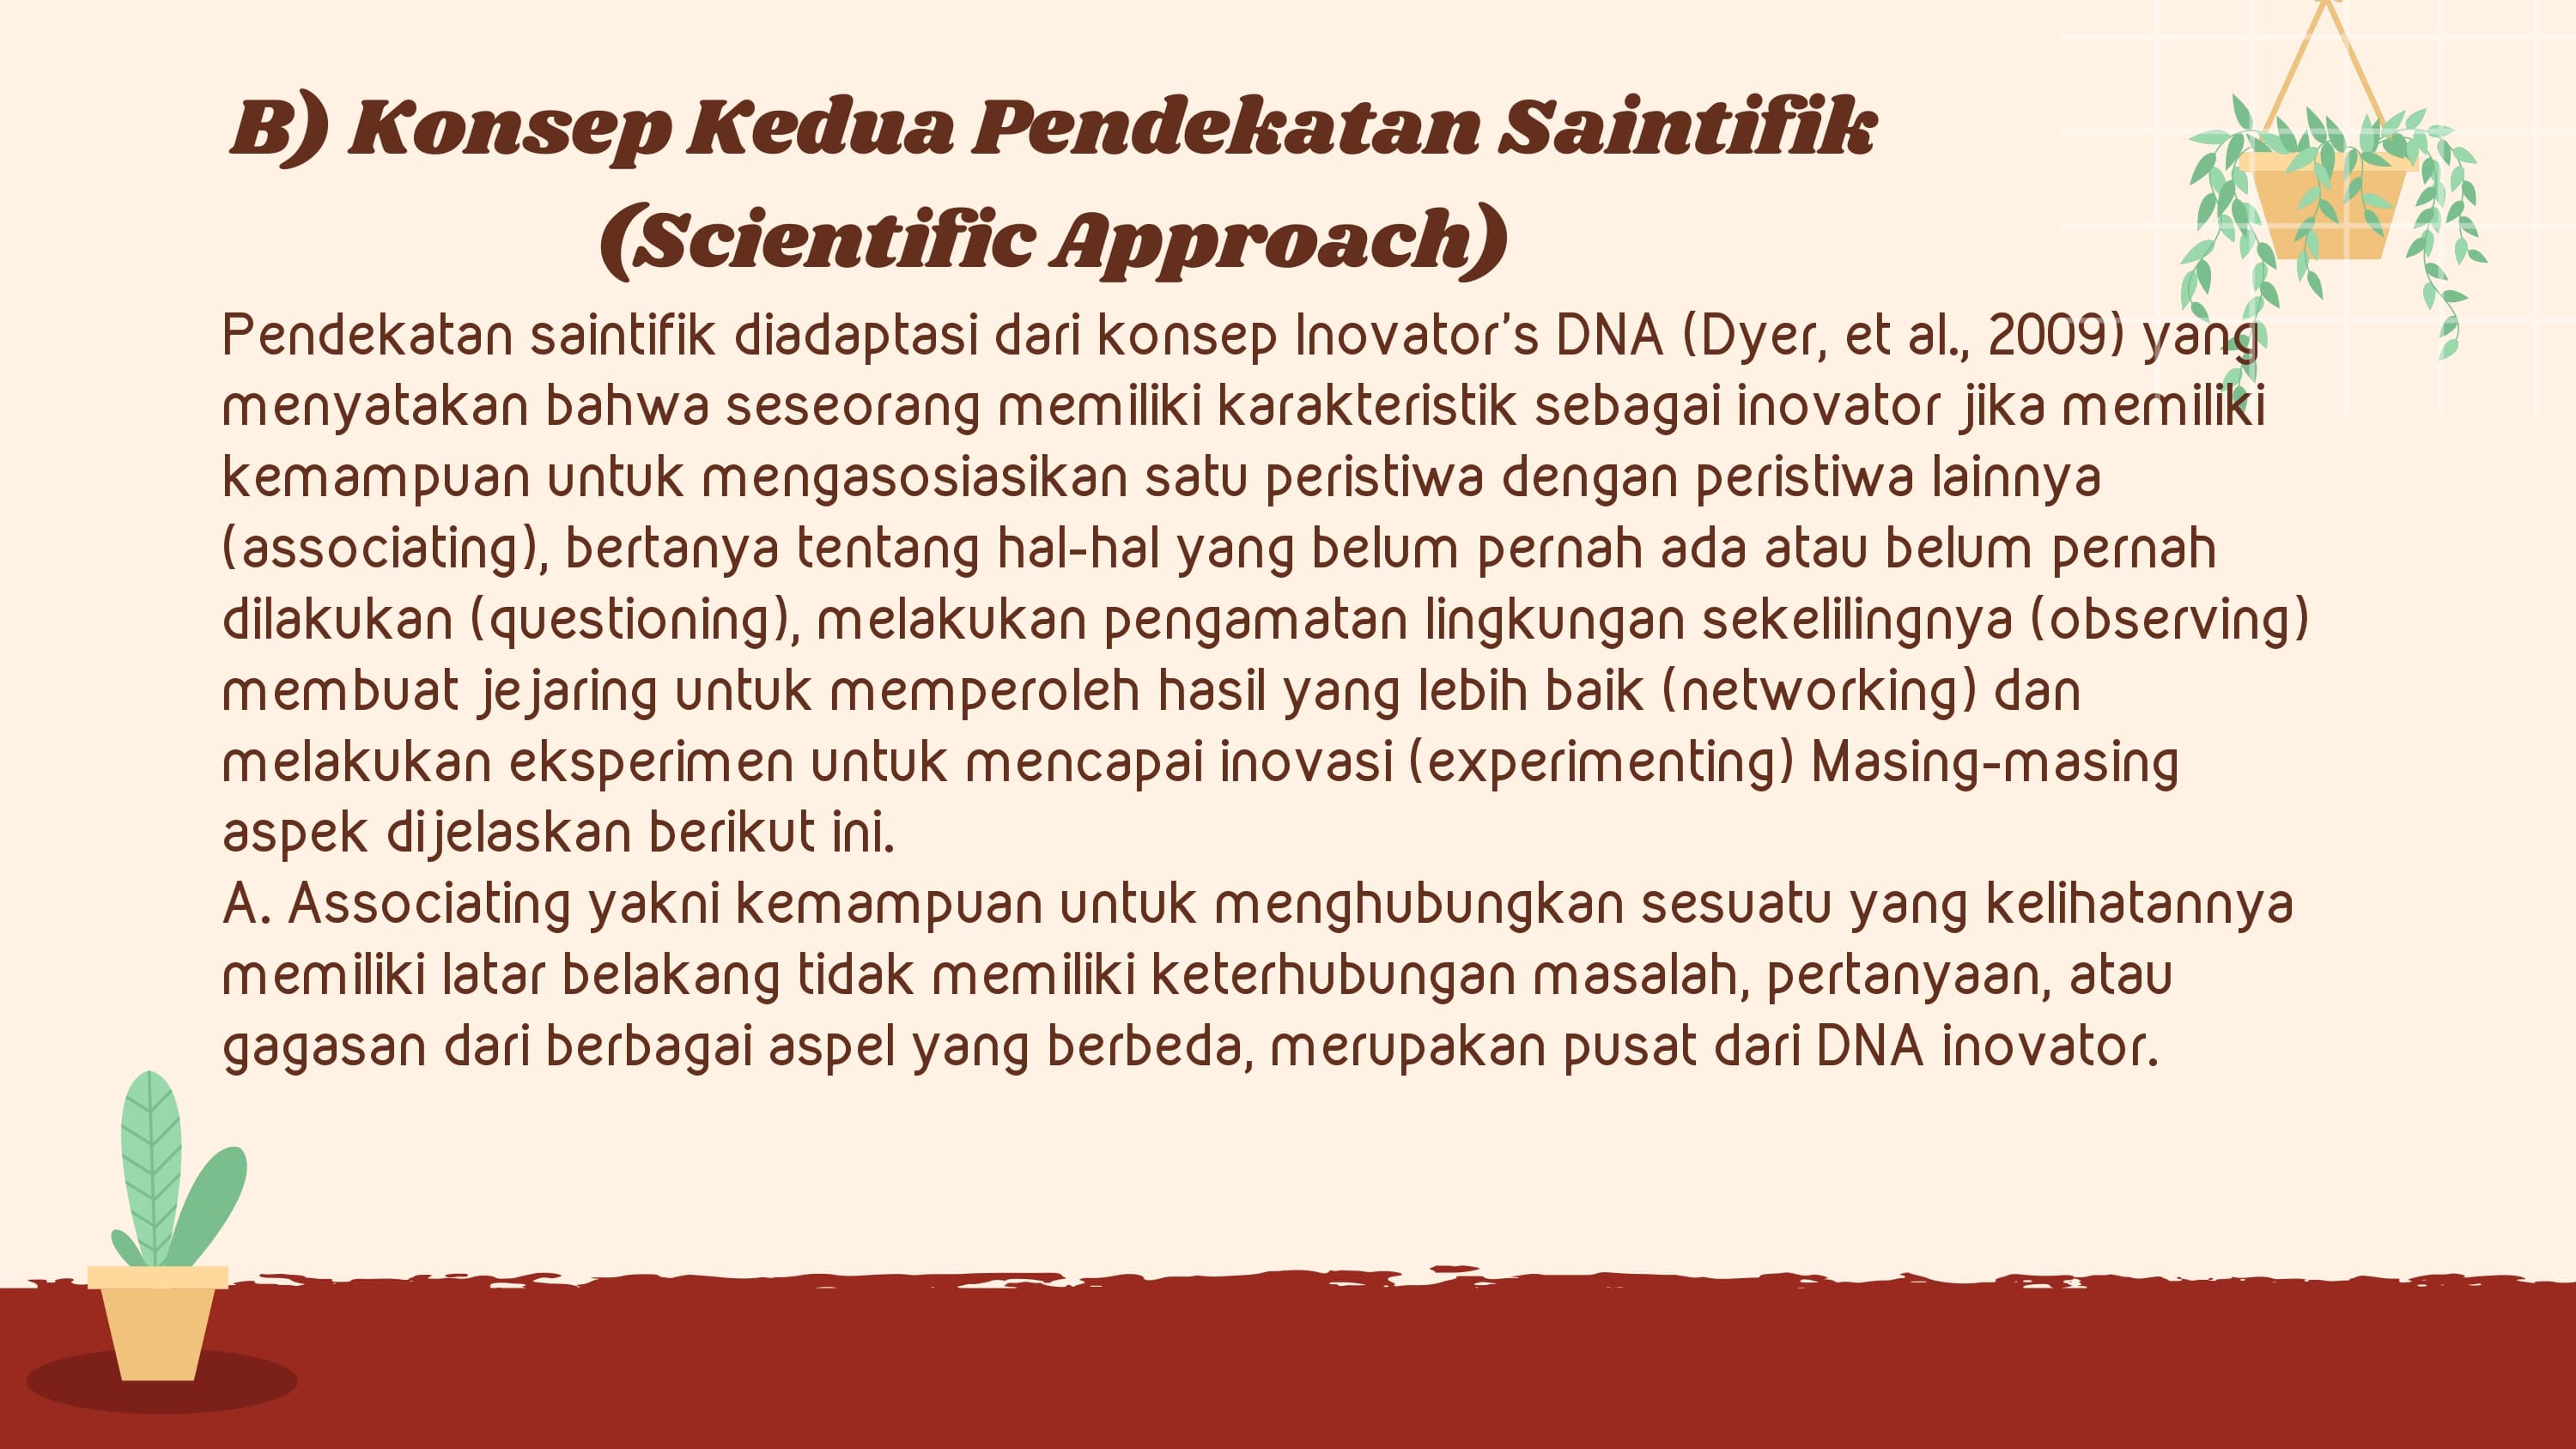 B) Konsep Kedua Pendekatan Saintifik
(Scientific Approach)
Pendekatan saintifik diadaptasi dari konsep Inovator's DNA (Dyer, et al., 2009) yang
menyatakan bahwa seseorang memiliki karakteristik sebagai inovator jika memiliki
kemampuan untuk mengasosiasikan satu peristiwa dengan peristiwa lainnya
(associating), bertanya tentang hal-hal yang belum pernah ada atau belum pernah
dilakukan (questioning), melakukan pengamatan lingkungan sekelilingnya (observing)
membuat jejaring untuk memperoleh hasil yang lebih baik (networking) dan
melakukan eksperimen untuk mencapai inovasi (experimenting) Masing-masing
aspek dijelaskan berikut ini.
A. Associating yakni kemampuan untuk menghubungkan sesuatu yang kelihatannya
memiliki latar belakang tidak memiliki keterhubungan masalah, pertanyaan, atau
gagasan dari berbagai aspel yang berbeda, merupakan pusat dari DNA inovator.